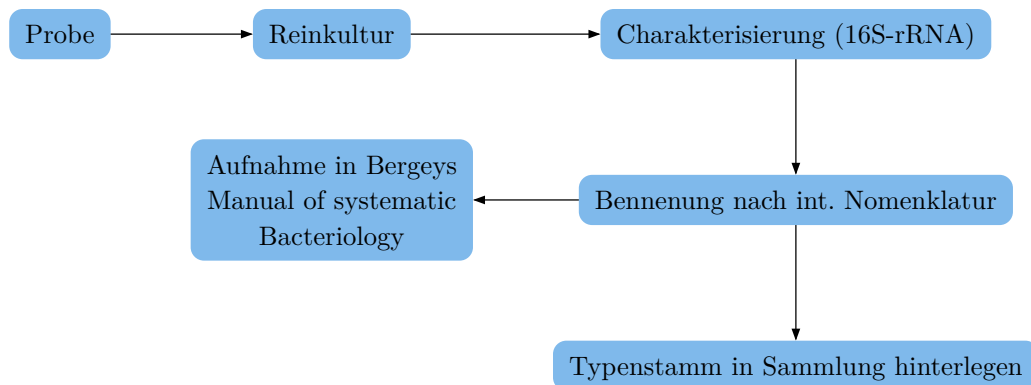 Probe
Reinkultur
Charakterisierung (16S-rRNA)
Aufnahme in Bergeys
Manual of systematic
Bacteriology
Bennenung nach int. Nomenklatur
Typenstamm in Sammlung hinterlegen